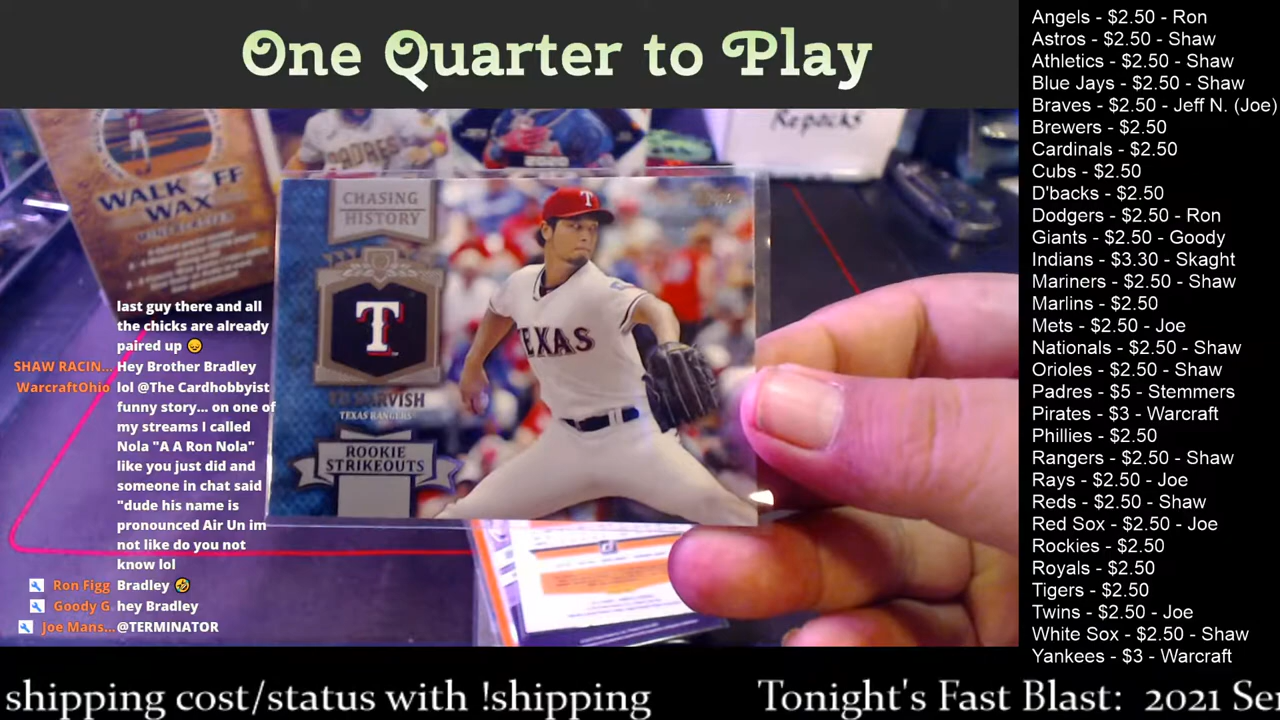 One Quarter to Play
Repacks
WALK OFF
WAX
PADRES
2020
CHASING
HISTORY
T
T
TEXAS
YU DARVISH
TEXAS RANGERS
ROOKIE
STRIKEOUTS
last guy there and all
the chicks are already
paired up 😞
SHAW RACIN... Hey Brother Bradley
WarcraftOhio lol @The Cardhobbyist
funny story... on one of
my streams I called
Nola "A A Ron Nola"
like you just did and
someone in chat said
"dude his name is
pronounced Air Un im
not like do you not
know lol
Ron Figg Bradley 🤣
Goody G. hey Bradley
Joe Mans... @TERMINATOR
Angels - $2.50 - Ron
Astros - $2.50 - Shaw
Athletics - $2.50 - Shaw
Blue Jays - $2.50 - Shaw
Braves - $2.50 - Jeff N. (Joe)
Brewers - $2.50
Cardinals - $2.50
Cubs - $2.50
D'backs - $2.50
Dodgers - $2.50 - Ron
Giants - $2.50 - Goody
Indians - $3.30 - Skaght
Mariners - $2.50 - Shaw
Marlins - $2.50
Mets - $2.50 - Joe
Nationals - $2.50 - Shaw
Orioles - $2.50 - Shaw
Padres - $5 - Stemmers
Pirates - $3 - Warcraft
Phillies - $2.50
Rangers - $2.50 - Shaw
Rays - $2.50 - Joe
Reds - $2.50 - Shaw
Red Sox - $2.50 - Joe
Rockies - $2.50
Royals - $2.50
Tigers - $2.50
Twins - $2.50 - Joe
White Sox - $2.50 - Shaw
Yankees - $3 - Warcraft
shipping cost/status with !shipping
Tonight's Fast Blast: 2021 Se